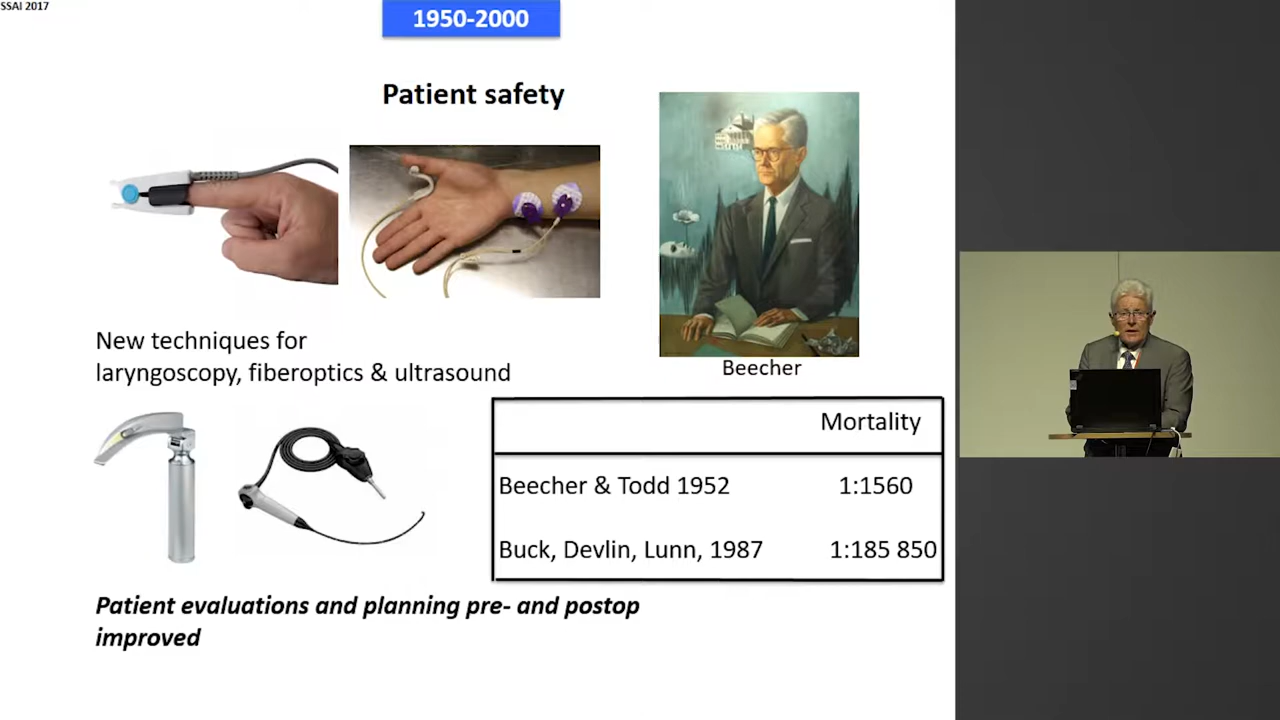 SSAI 2017
1950-2000
Patient safety
Beecher
New techniques for
laryngoscopy, fiberoptics & ultrasound
Mortality
Beecher & Todd 1952 1:1560
Buck, Devlin, Lunn, 1987 1:185 850
Patient evaluations and planning pre- and postop
improved